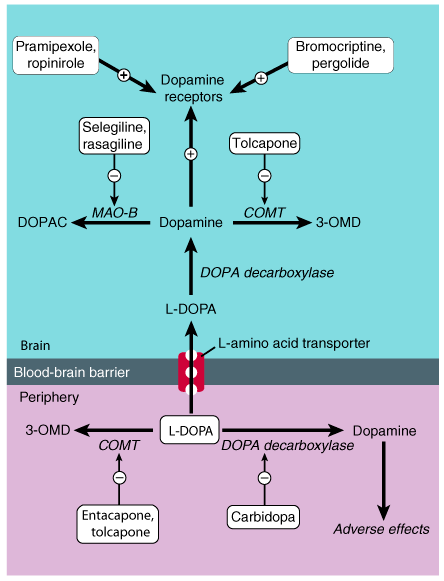 Pramipexole,
ropinirole
Bromocriptine,
pergolide
+
+
Dopamine
receptors
Selegiline,
rasagiline
Tolcapone
+
−
−
MAO-B
COMT
DOPAC
Dopamine
3-OMD
DOPA decarboxylase
L-DOPA
Brain
L-amino acid transporter
Blood-brain barrier
Periphery
3-OMD
L-DOPA
Dopamine
COMT
DOPA decarboxylase
−
−
Entacapone,
tolcapone
Carbidopa
Adverse effects